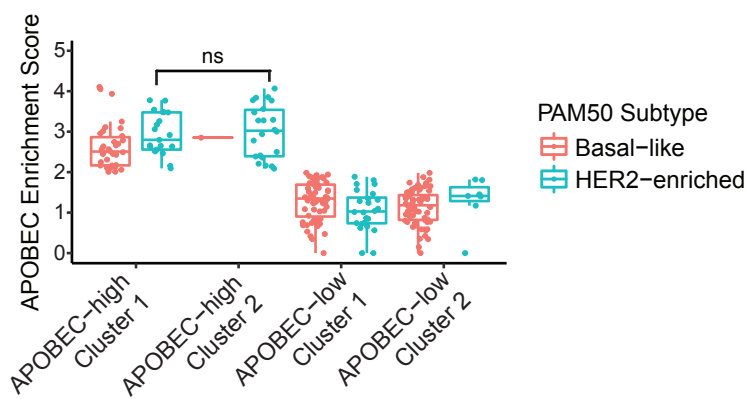 ns
APOBEC Enrichment Score
5
4
3
2
1
0
APOBEC−high
Cluster 1
APOBEC−high
Cluster 2
APOBEC−low
Cluster 1
APOBEC−low
Cluster 2
PAM50 Subtype
Basal−like
HER2−enriched